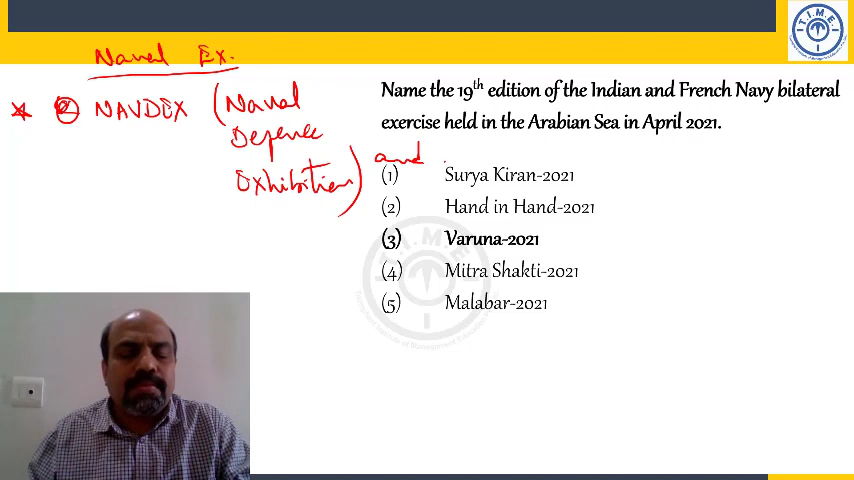 Naval Ex.
NAVDEX (Naval
Defence
Exhibition) and
T.I.M.E.
Name the 19th edition of the Indian and French Navy bilateral
exercise held in the Arabian Sea in April 2021.
(1) Surya Kiran-2021
(2) Hand in Hand-2021
(3) Varuna-2021
(4) Mitra Shakti-2021
(5) Malabar-2021